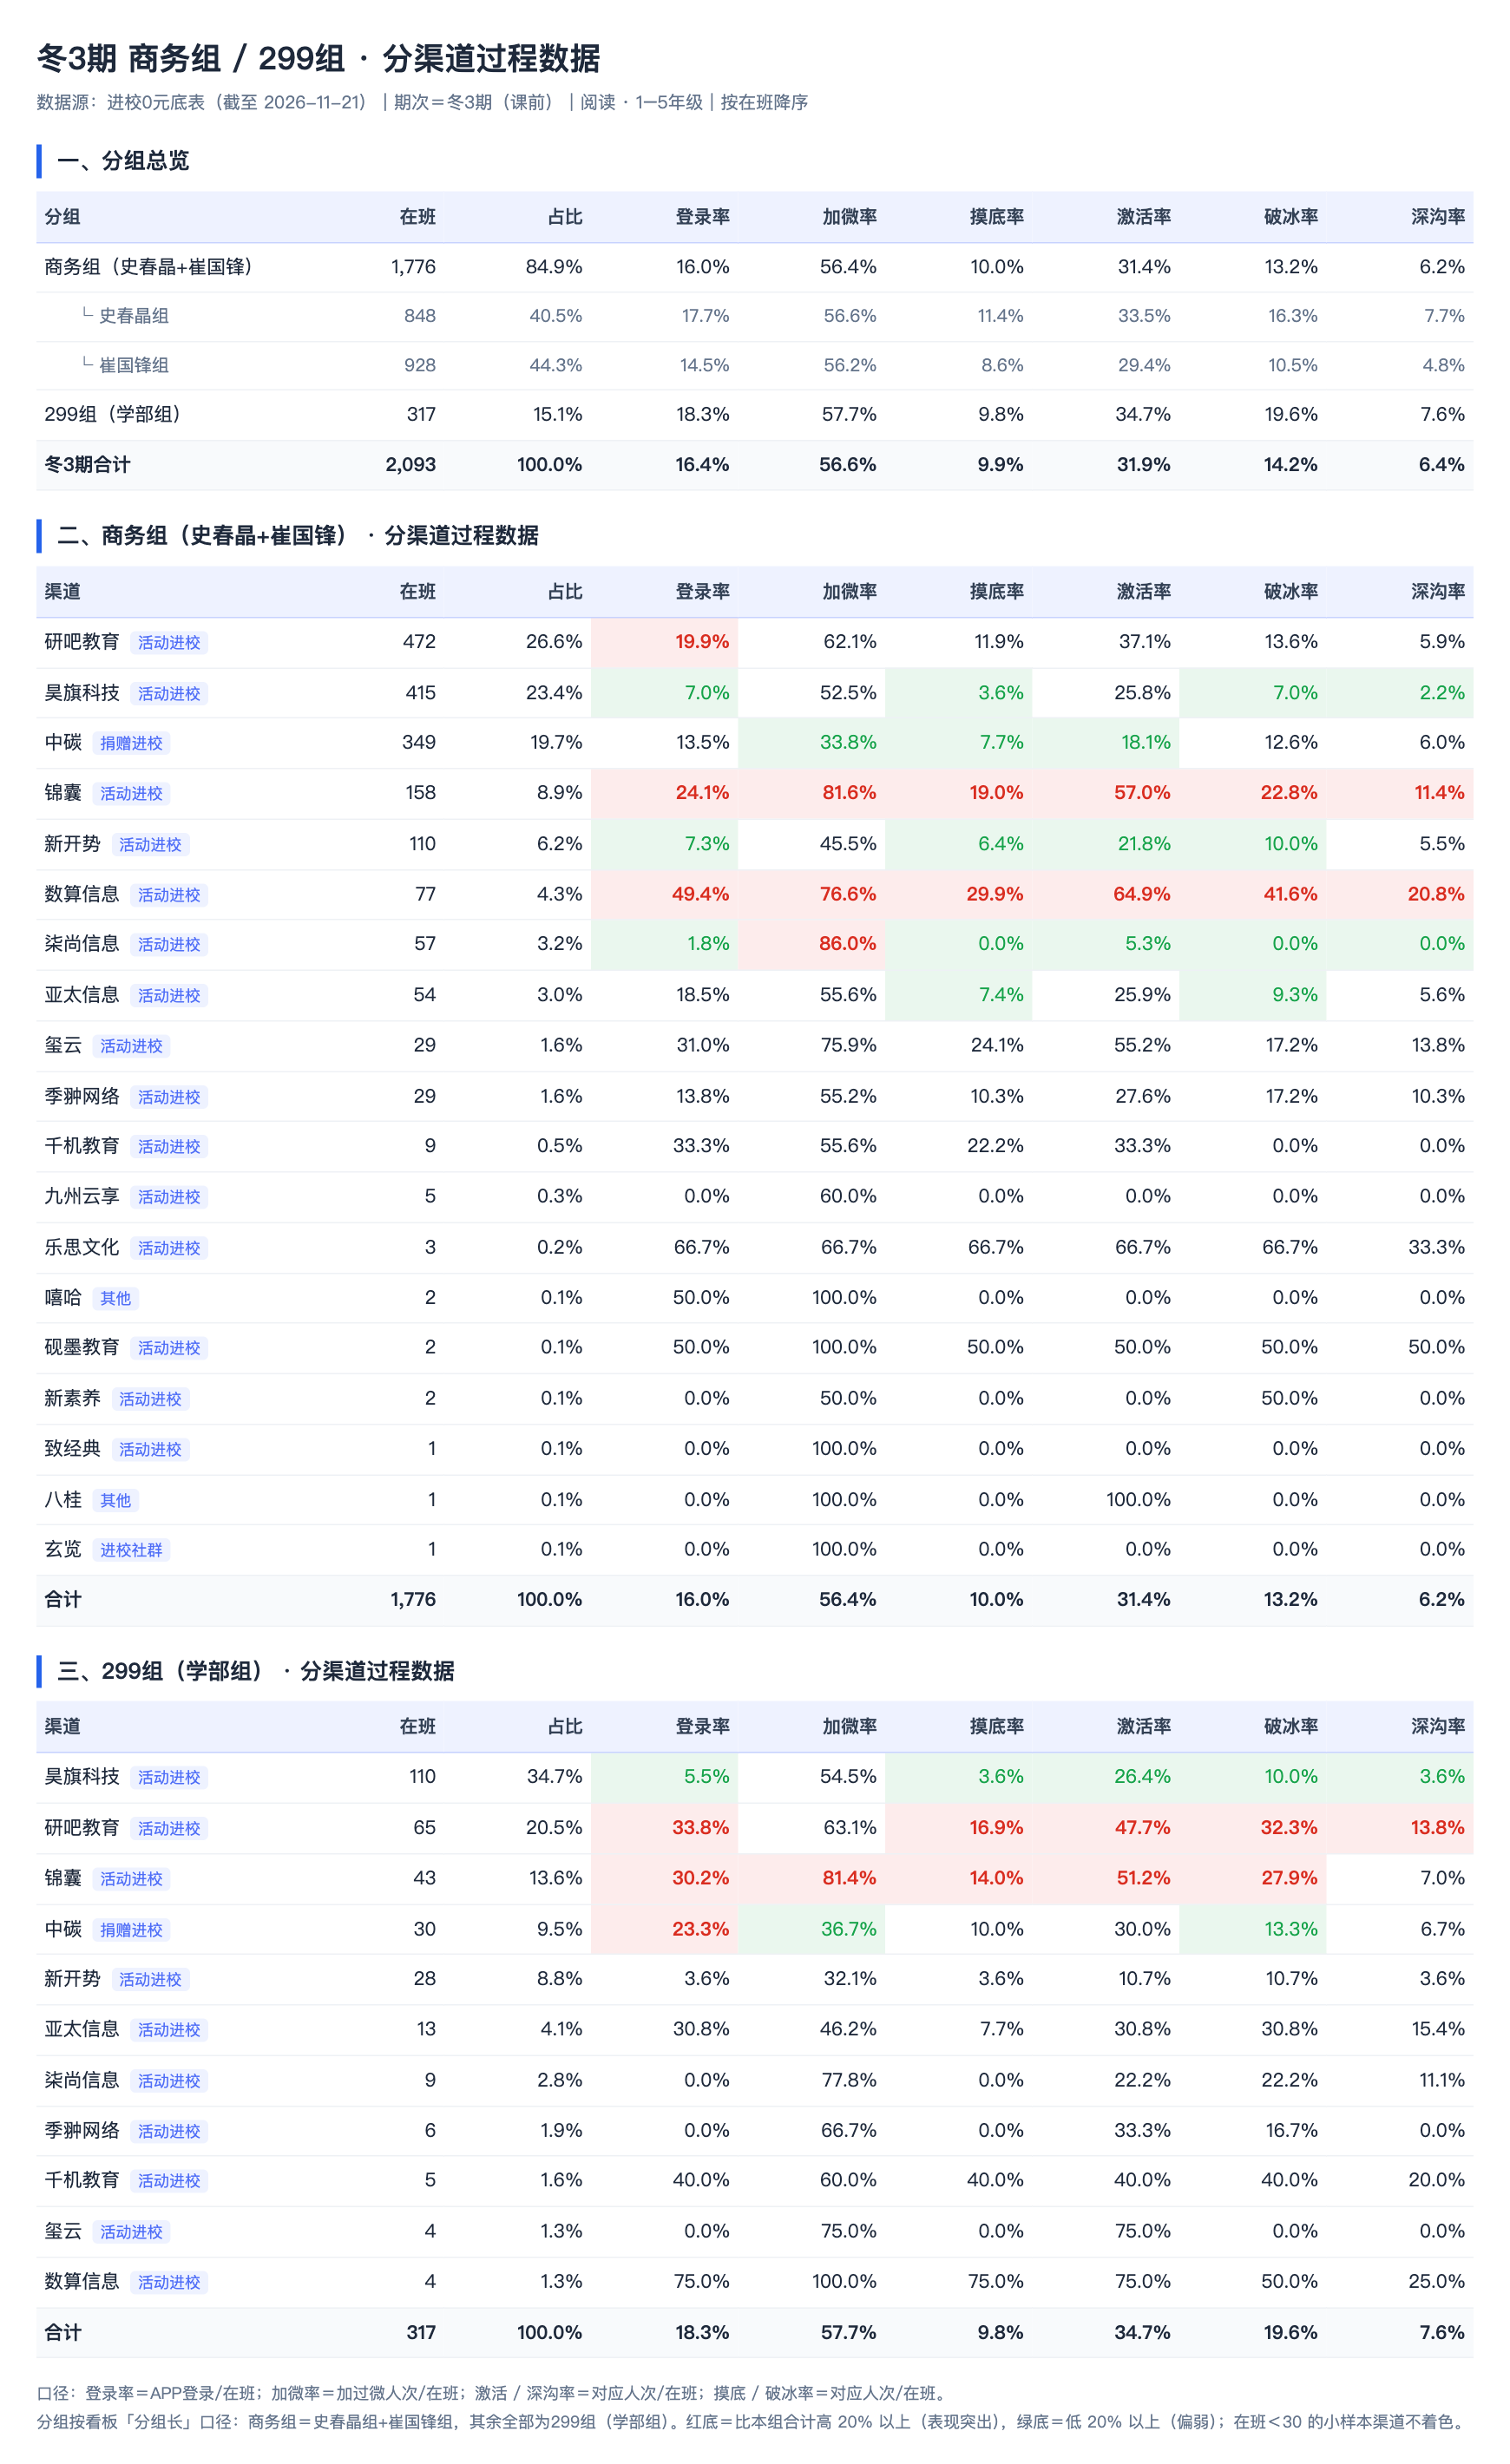 冬3期 商务组 / 299组 · 分渠道过程数据
数据源：进校0元底表（截至 2026-11-21）｜期次＝冬3期（课前）｜阅读 · 1–5年级｜按在班降序
一、分组总览
分组 在班 占比 登录率 加微率 摸底率 激活率 破冰率 深沟率
商务组（史春晶+崔国锋） 1,776 84.9% 16.0% 56.4% 10.0% 31.4% 13.2% 6.2%
└ 史春晶组 848 40.5% 17.7% 56.6% 11.4% 33.5% 16.3% 7.7%
└ 崔国锋组 928 44.3% 14.5% 56.2% 8.6% 29.4% 10.5% 4.8%
299组（学部组） 317 15.1% 18.3% 57.7% 9.8% 34.7% 19.6% 7.6%
冬3期合计 2,093 100.0% 16.4% 56.6% 9.9% 31.9% 14.2% 6.4%
二、商务组（史春晶+崔国锋） · 分渠道过程数据
渠道 在班 占比 登录率 加微率 摸底率 激活率 破冰率 深沟率
研吧教育 活动进校 472 26.6% 19.9% 62.1% 11.9% 37.1% 13.6% 5.9%
昊旗科技 活动进校 415 23.4% 7.0% 52.5% 3.6% 25.8% 7.0% 2.2%
中碳 捐赠进校 349 19.7% 13.5% 33.8% 7.7% 18.1% 12.6% 6.0%
锦囊 活动进校 158 8.9% 24.1% 81.6% 19.0% 57.0% 22.8% 11.4%
新开势 活动进校 110 6.2% 7.3% 45.5% 6.4% 21.8% 10.0% 5.5%
数算信息 活动进校 77 4.3% 49.4% 76.6% 29.9% 64.9% 41.6% 20.8%
柒尚信息 活动进校 57 3.2% 1.8% 86.0% 0.0% 5.3% 0.0% 0.0%
亚太信息 活动进校 54 3.0% 18.5% 55.6% 7.4% 25.9% 9.3% 5.6%
玺云 活动进校 29 1.6% 31.0% 75.9% 24.1% 55.2% 17.2% 13.8%
季翀网络 活动进校 29 1.6% 13.8% 55.2% 10.3% 27.6% 17.2% 10.3%
千机教育 活动进校 9 0.5% 33.3% 55.6% 22.2% 33.3% 0.0% 0.0%
九州云享 活动进校 5 0.3% 0.0% 60.0% 0.0% 0.0% 0.0% 0.0%
乐思文化 活动进校 3 0.2% 66.7% 66.7% 66.7% 66.7% 66.7% 33.3%
嘻哈 其他 2 0.1% 50.0% 100.0% 0.0% 0.0% 0.0% 0.0%
砚墨教育 活动进校 2 0.1% 50.0% 100.0% 50.0% 50.0% 50.0% 50.0%
新素养 活动进校 2 0.1% 0.0% 50.0% 0.0% 0.0% 50.0% 0.0%
致经典 活动进校 1 0.1% 0.0% 100.0% 0.0% 0.0% 0.0% 0.0%
八桂 其他 1 0.1% 0.0% 100.0% 0.0% 100.0% 0.0% 0.0%
玄览 进校社群 1 0.1% 0.0% 100.0% 0.0% 0.0% 0.0% 0.0%
合计 1,776 100.0% 16.0% 56.4% 10.0% 31.4% 13.2% 6.2%
三、299组（学部组） · 分渠道过程数据
渠道 在班 占比 登录率 加微率 摸底率 激活率 破冰率 深沟率
昊旗科技 活动进校 110 34.7% 5.5% 54.5% 3.6% 26.4% 10.0% 3.6%
研吧教育 活动进校 65 20.5% 33.8% 63.1% 16.9% 47.7% 32.3% 13.8%
锦囊 活动进校 43 13.6% 30.2% 81.4% 14.0% 51.2% 27.9% 7.0%
中碳 捐赠进校 30 9.5% 23.3% 36.7% 10.0% 30.0% 13.3% 6.7%
新开势 活动进校 28 8.8% 3.6% 32.1% 3.6% 10.7% 10.7% 3.6%
亚太信息 活动进校 13 4.1% 30.8% 46.2% 7.7% 30.8% 30.8% 15.4%
柒尚信息 活动进校 9 2.8% 0.0% 77.8% 0.0% 22.2% 22.2% 11.1%
季翀网络 活动进校 6 1.9% 0.0% 66.7% 0.0% 33.3% 16.7% 0.0%
千机教育 活动进校 5 1.6% 40.0% 60.0% 40.0% 40.0% 40.0% 20.0%
玺云 活动进校 4 1.3% 0.0% 75.0% 0.0% 75.0% 0.0% 0.0%
数算信息 活动进校 4 1.3% 75.0% 100.0% 75.0% 75.0% 50.0% 25.0%
合计 317 100.0% 18.3% 57.7% 9.8% 34.7% 19.6% 7.6%
口径：登录率＝APP登录/在班；加微率＝加过微人次/在班；激活 / 深沟率＝对应人次/在班；摸底 / 破冰率＝对应人次/在班。
分组按看板「分组长」口径：商务组＝史春晶组+崔国锋组，其余全部为299组（学部组）。红底＝比本组合计高 20% 以上（表现突出），绿底＝低 20% 以上（偏弱）；在班＜30 的小样本渠道不着色。